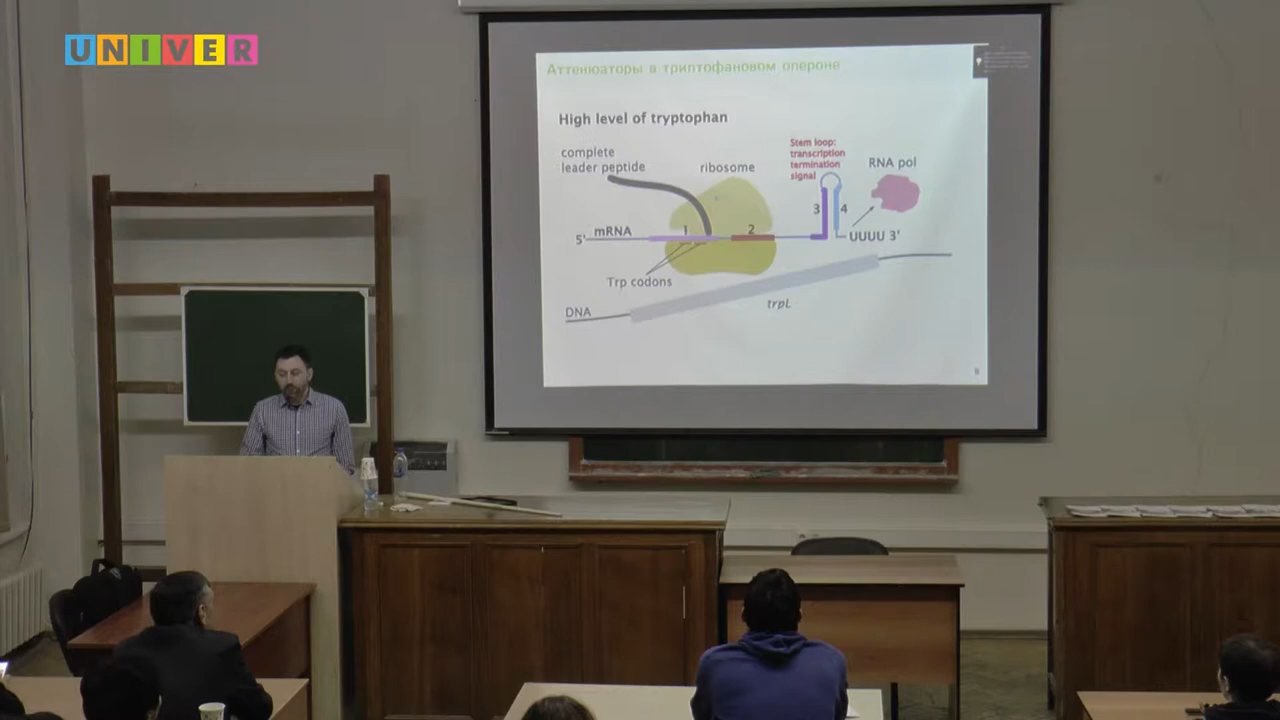 UNIVER
Аттенюаторы в триптофановом опероне
High level of tryptophan
complete
leader peptide
ribosome
Stem loop:
transcription
termination
signal
RNA pol
3
4
5'
mRNA
1
2
UUUU 3'
Trp codons
trpL
DNA